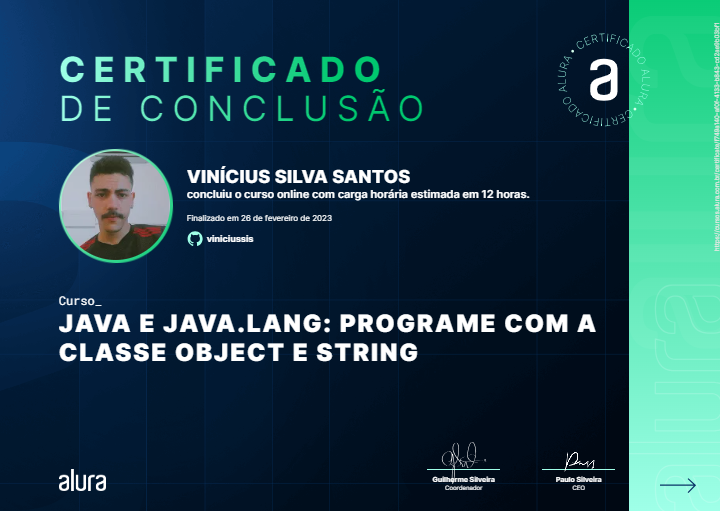 CERTIFICADO
DE CONCLUSÃO
CERTIFICADO ALURA • CERTIFICADO ALURA •
a
VINÍCIUS SILVA SANTOS
concluiu o curso online com carga horária estimada em 12 horas.
Finalizado em 26 de fevereiro de 2023
viniciussis
Curso_
JAVA E JAVA.LANG: PROGRAME COM A
CLASSE OBJECT E STRING
alura
Guilherme Silveira
Coordenador
Paulo Silveira
CEO
alura